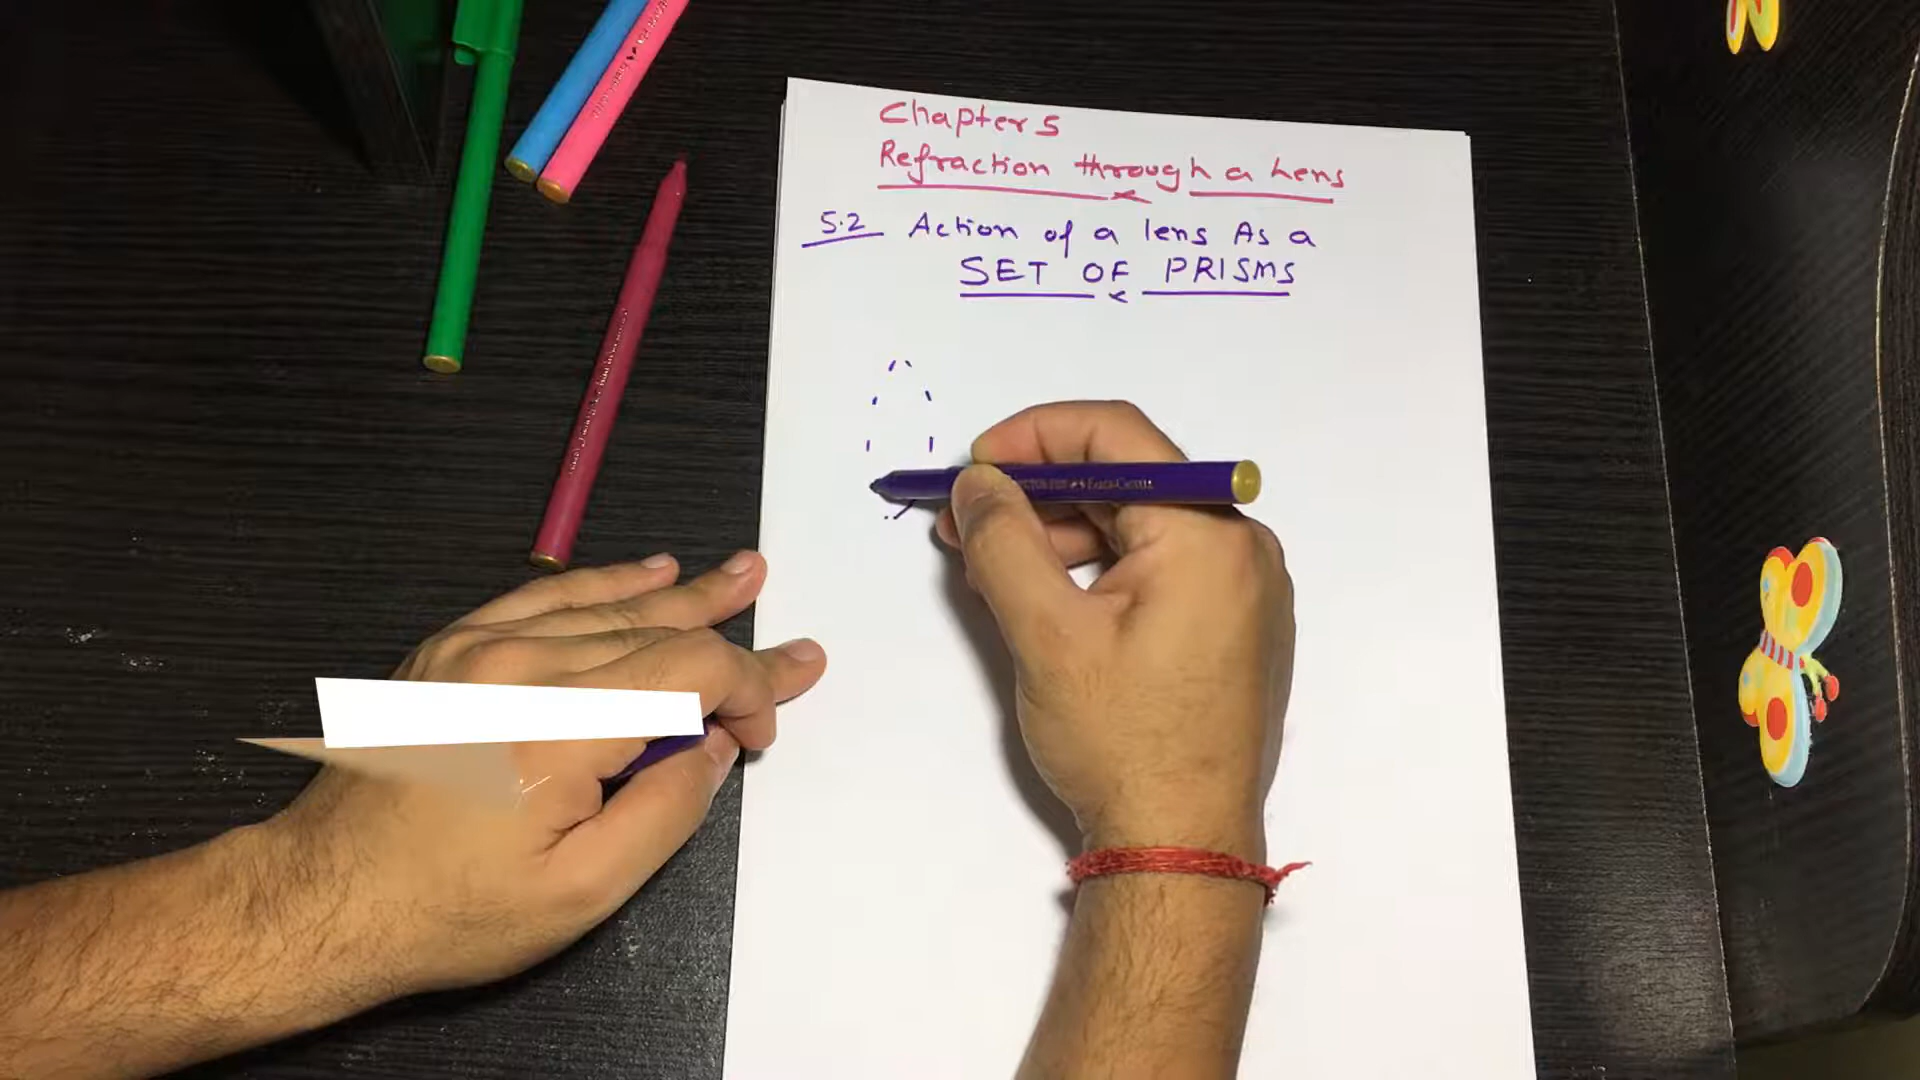 Chapter 5
Refraction through a Lens
5.2 Action of a lens As a
SET OF PRISMS